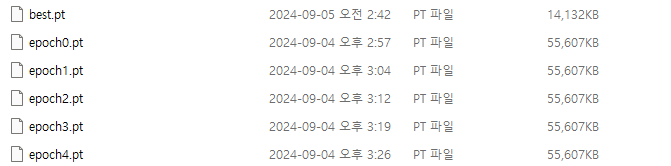 best.pt 2024-09-05 오전 2:42 PT 파일 14,132KB
epoch0.pt 2024-09-04 오후 2:57 PT 파일 55,607KB
epoch1.pt 2024-09-04 오후 3:04 PT 파일 55,607KB
epoch2.pt 2024-09-04 오후 3:12 PT 파일 55,607KB
epoch3.pt 2024-09-04 오후 3:19 PT 파일 55,607KB
epoch4.pt 2024-09-04 오후 3:26 PT 파일 55,607KB